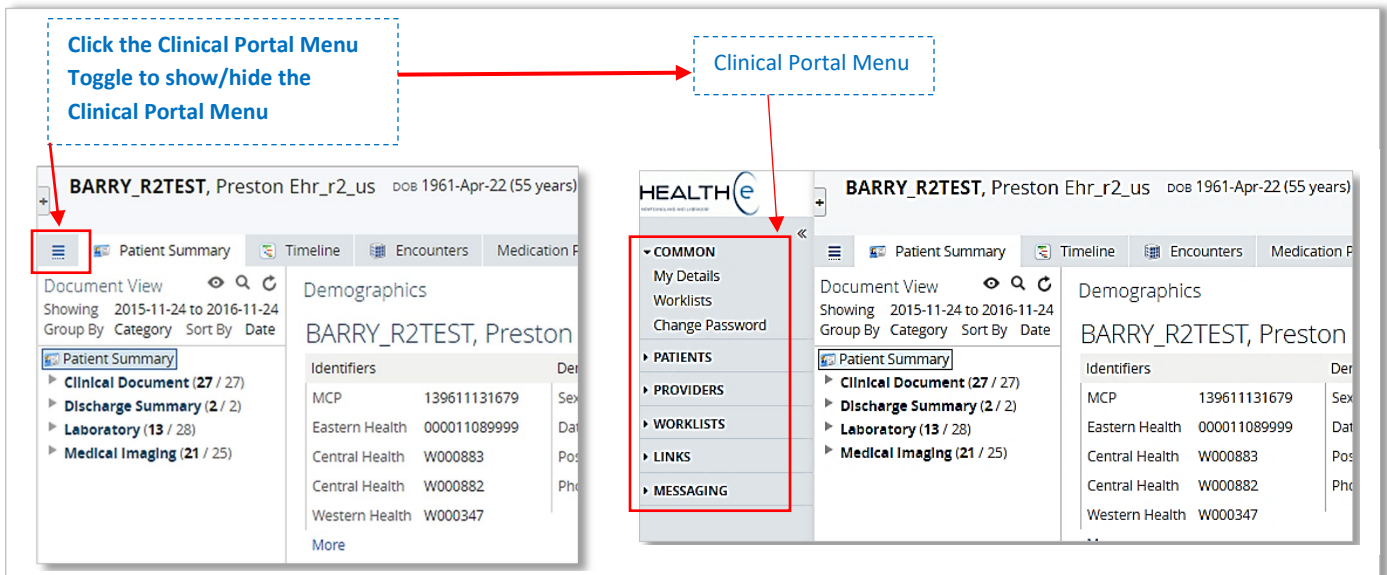 Click the Clinical Portal Menu
Toggle to show/hide the
Clinical Portal Menu
Clinical Portal Menu
BARRY_R2TEST, Preston Ehr_r2_us DOB 1961-Apr-22 (55 years)
+
Patient Summary Timeline Encounters Medication P
Document View
Showing 2015-11-24 to 2016-11-24
Group By Category Sort By Date
Patient Summary
Clinical Document (27 / 27)
Discharge Summary (2 / 2)
Laboratory (13 / 28)
Medical Imaging (21 / 25)
Demographics
BARRY_R2TEST, Preston
Identifiers
MCP 139611131679
Eastern Health 000011089999
Central Health W000883
Central Health W000882
Western Health W000347
More
HEALTH e
NEWFOUNDLAND AND LABRADOR
«
COMMON
My Details
Worklists
Change Password
PATIENTS
PROVIDERS
WORKLISTS
LINKS
MESSAGING
BARRY_R2TEST, Preston Ehr_r2_us DOB 1961-Apr-22 (55 years)
+
Patient Summary Timeline Encounters Medication P
Document View
Showing 2015-11-24 to 2016-11-24
Group By Category Sort By Date
Patient Summary
Clinical Document (27 / 27)
Discharge Summary (2 / 2)
Laboratory (13 / 28)
Medical Imaging (21 / 25)
Demographics
BARRY_R2TEST, Preston
Identifiers
MCP 139611131679
Eastern Health 000011089999
Central Health W000883
Central Health W000882
Western Health W000347